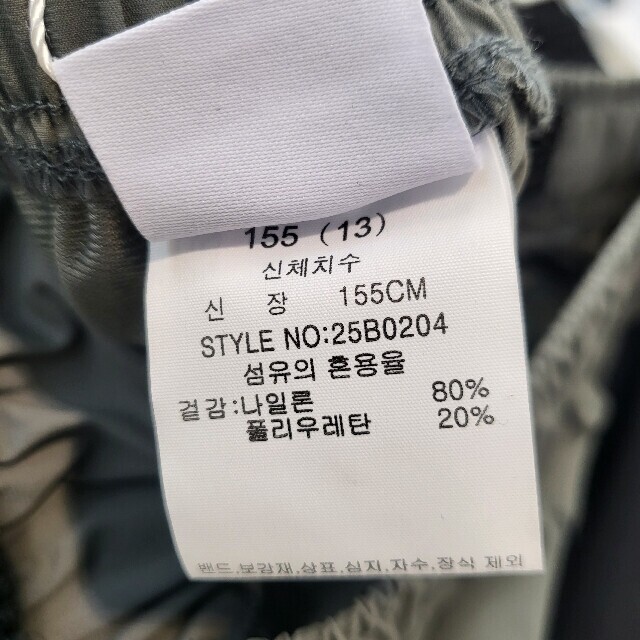 155 (13)
신체치수
신 장 155CM
STYLE NO:25B0204
섬유의 혼용율
겉감:나일론 80%
폴리우레탄 20%
밴드,보강재,상표,심지,자수,장식 제외